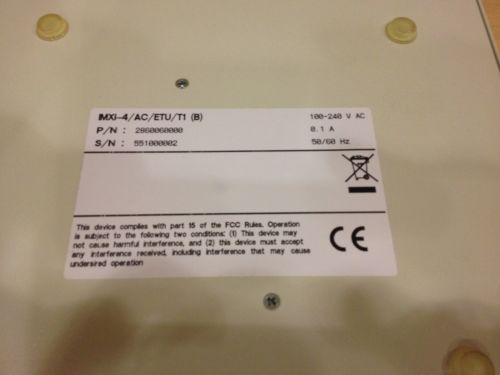 IMXi-4/AC/ETU/T1 (B) 100-240 V AC
P/N : 2860060000 0.1 A
S/N : 551000002 50/60 Hz
This device complies with part 15 of the FCC Rules. Operation
is subject to the following two conditions: (1) This device may
not cause harmful interference, and (2) this device must accept
any interference received, including interference that may cause
undersired operation
CE